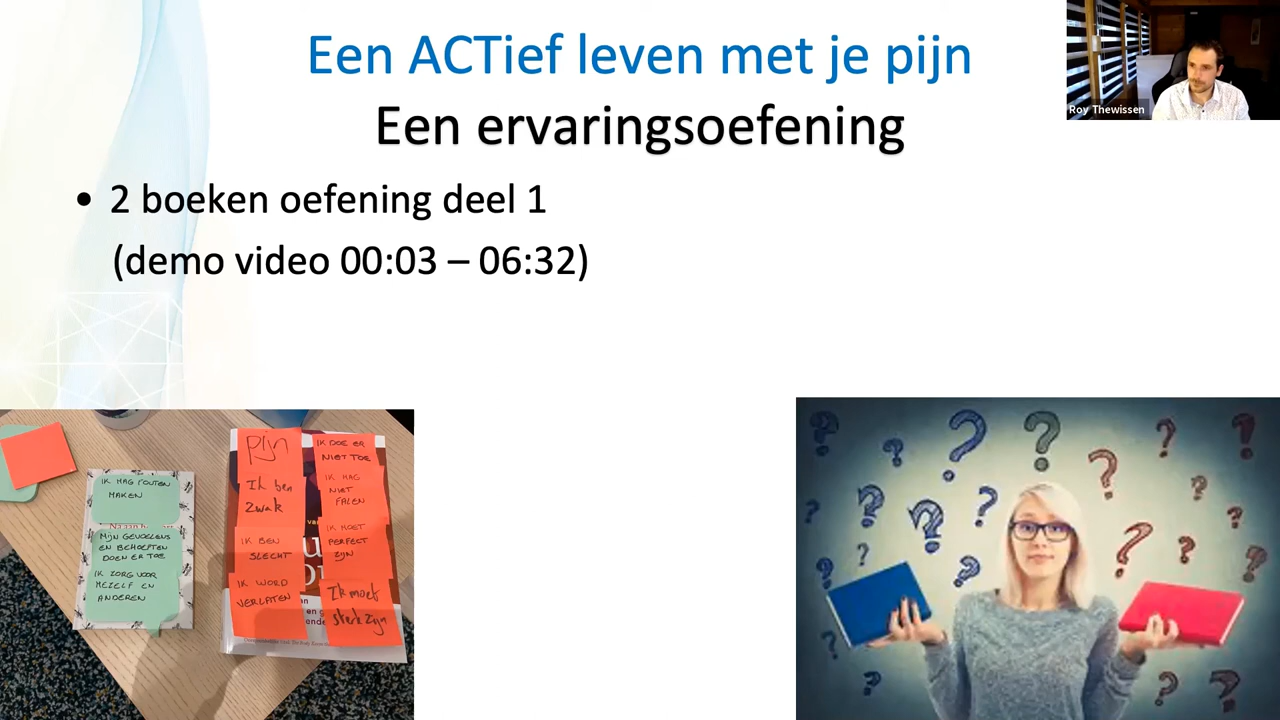 Een ACTief leven met je pijn
Een ervaringsoefening
Roy Thewissen
• 2 boeken oefening deel 1
(demo video 00:03 – 06:32)
IK MAG FOUTEN
MAKEN
MIJN GEVOELENS
EN BEHOEFTEN
DOEN ER TOE
IK ZORG VOOR
MEZELF EN
ANDEREN
Pijn
Ik ben
zwak
IK BEN
SLECHT
IK WORD
VERLATEN
IK DOE ER
NIET TOE
IK MAG
NIET
FALEN
IK MOET
PERFECT
ZIJN
Ik moet
sterk zijn